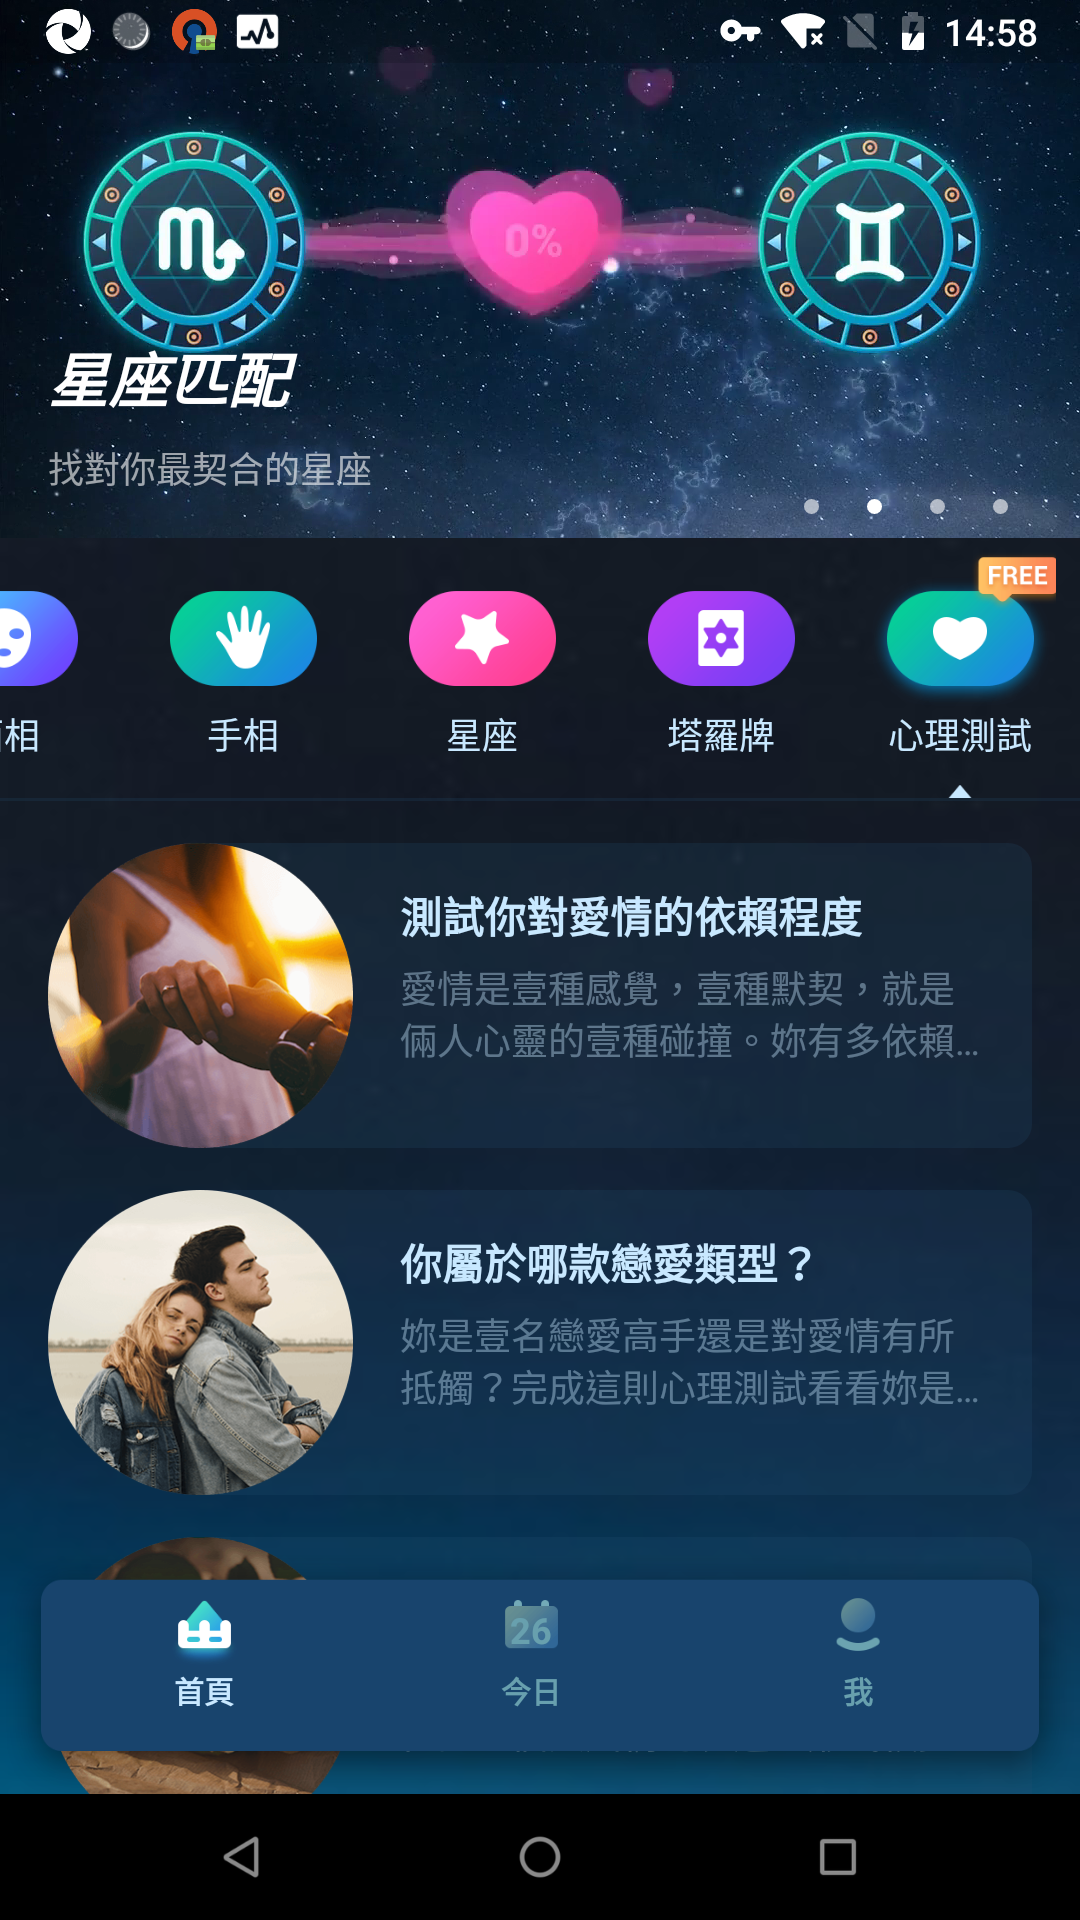 14:58
0%
星座匹配
找對你最契合的星座
FREE
相
手相
星座
塔羅牌
心理測試
測試你對愛情的依賴程度
愛情是壹種感覺，壹種默契，就是
倆人心靈的壹種碰撞。妳有多依賴...
你屬於哪款戀愛類型？
妳是壹名戀愛高手還是對愛情有所
抵觸？完成這則心理測試看看妳是...
26
首頁
今日
我